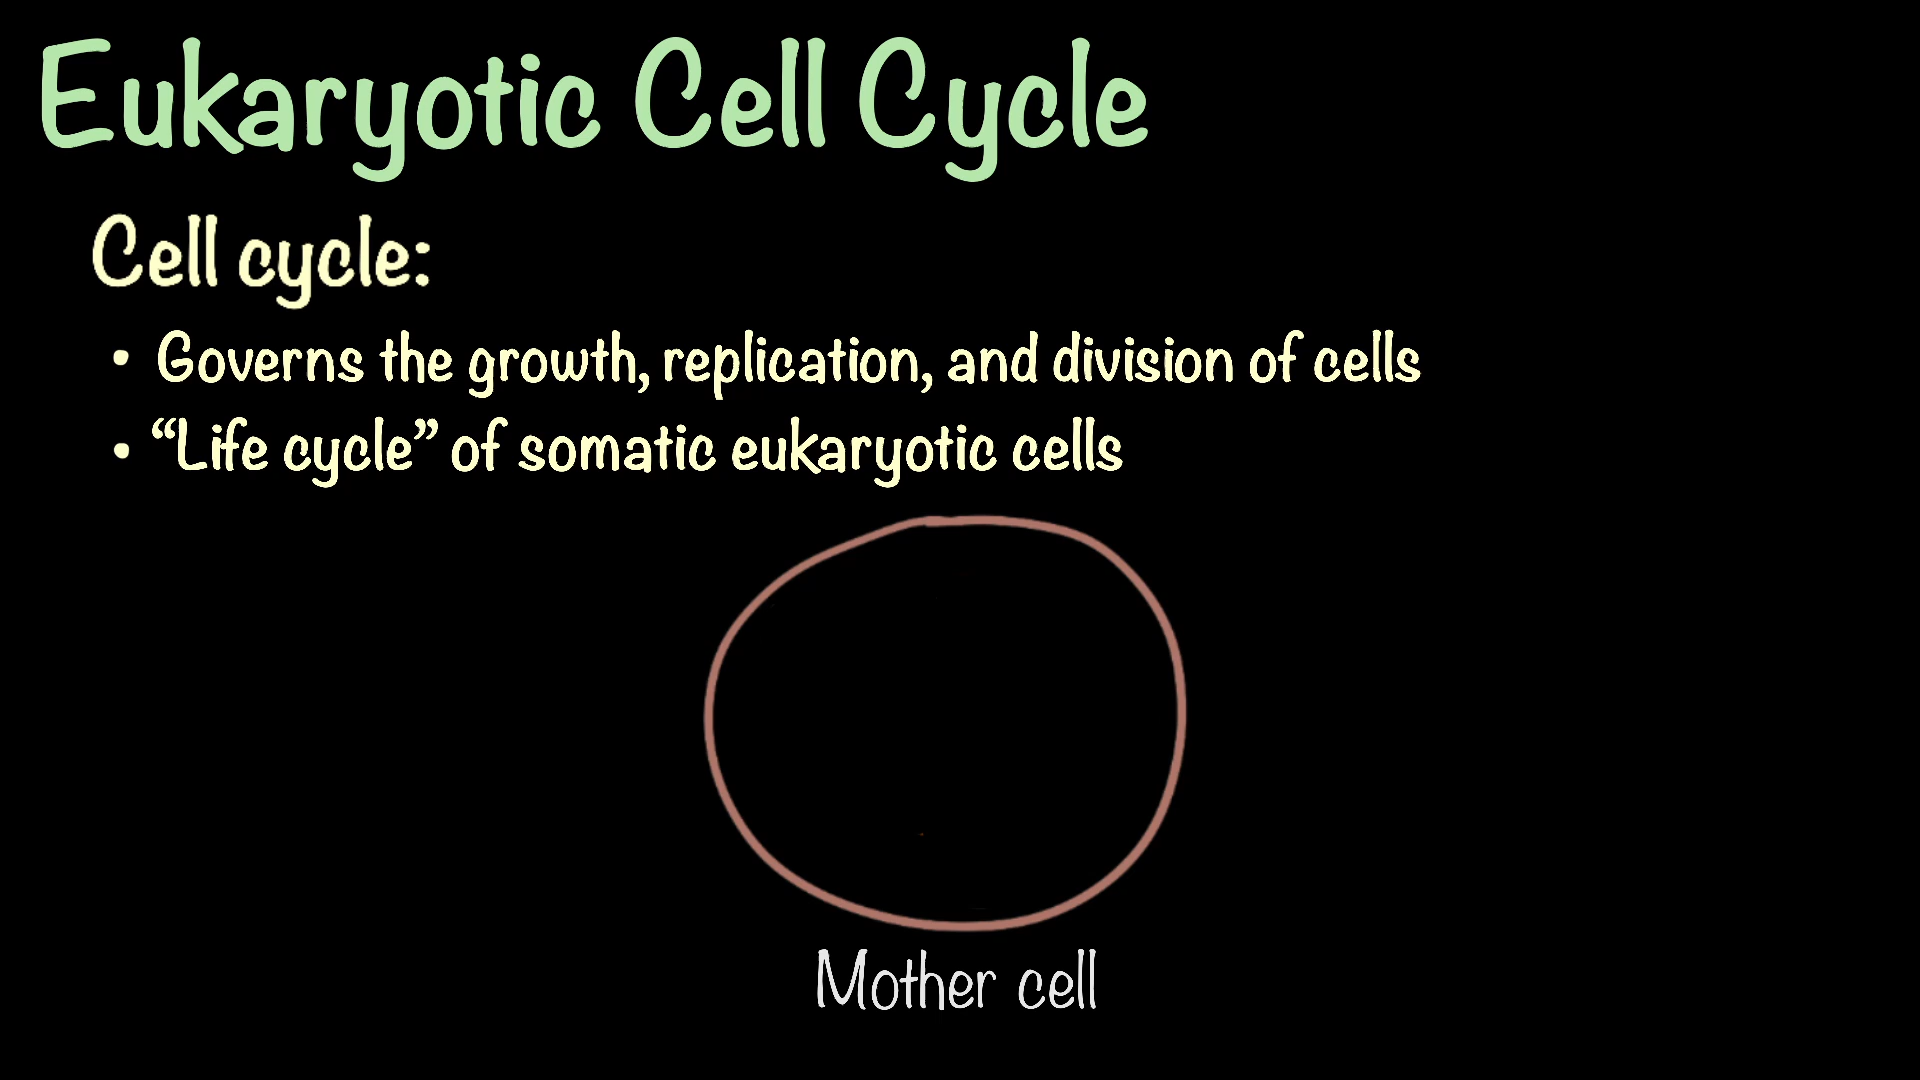 Eukaryotic Cell Cycle
Cell cycle:
• Governs the growth, replication, and division of cells
• “Life cycle” of somatic eukaryotic cells
Mother cell